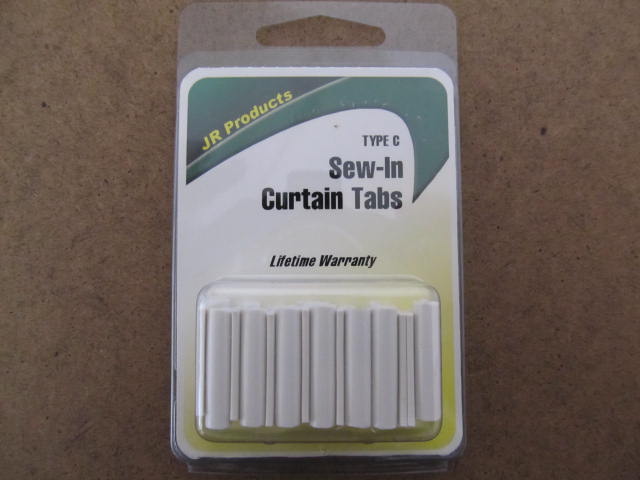 JR Products
TYPE C
Sew-In
Curtain Tabs
Lifetime Warranty